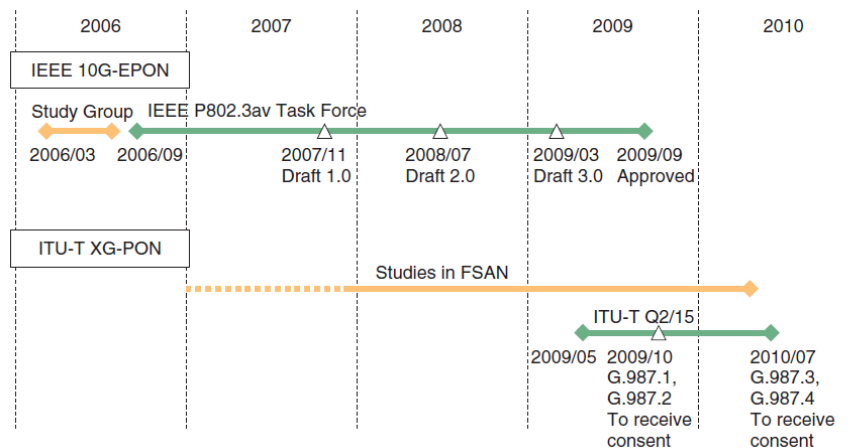 2006 2007 2008 2009 2010
IEEE 10G-EPON
Study Group IEEE P802.3av Task Force
2006/03 2006/09 2007/11 2008/07 2009/03 2009/09
Draft 1.0 Draft 2.0 Draft 3.0 Approved
ITU-T XG-PON
Studies in FSAN
ITU-T Q2/15
2009/05 2009/10 2010/07
G.987.1, G.987.3,
G.987.2 G.987.4
To receive To receive
consent consent